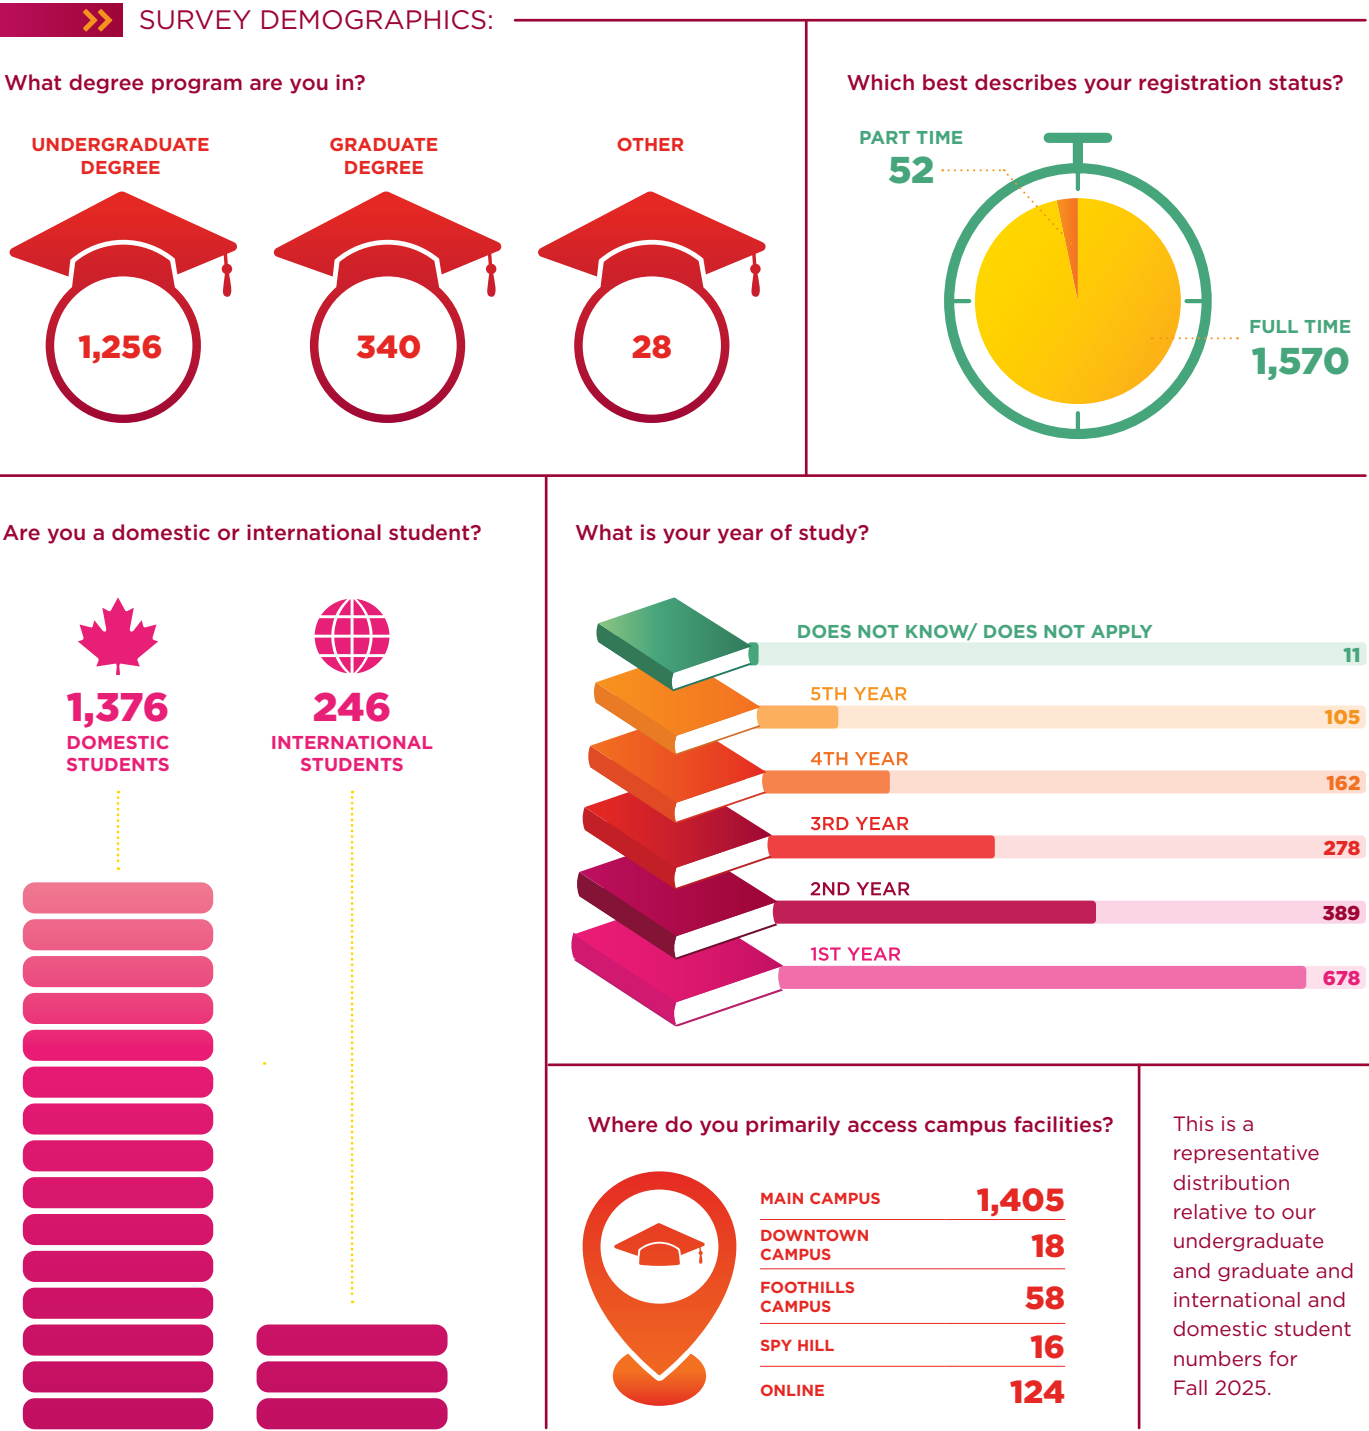 SURVEY DEMOGRAPHICS:
What degree program are you in?
UNDERGRADUATE
DEGREE
1,256
GRADUATE
DEGREE
340
OTHER
28
Which best describes your registration status?
PART TIME
52
FULL TIME
1,570
Are you a domestic or international student?
1,376
DOMESTIC
STUDENTS
246
INTERNATIONAL
STUDENTS
What is your year of study?
DOES NOT KNOW/ DOES NOT APPLY
11
5TH YEAR
105
4TH YEAR
162
3RD YEAR
278
2ND YEAR
389
1ST YEAR
678
Where do you primarily access campus facilities?
MAIN CAMPUS 1,405
DOWNTOWN
CAMPUS
18
FOOTHILLS
CAMPUS
58
SPY HILL 16
ONLINE 124
This is a
representative
distribution
relative to our
undergraduate
and graduate and
international and
domestic student
numbers for
Fall 2025.